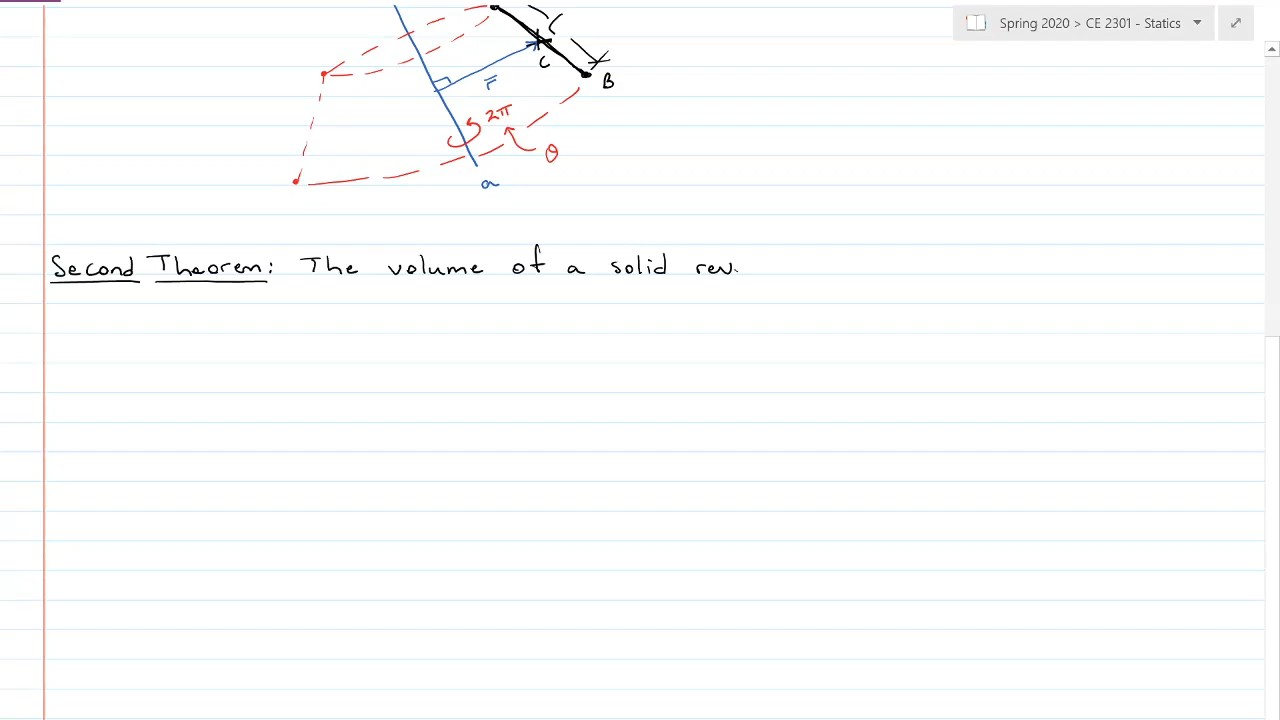 Spring 2020 > CE 2301 - Statics
L
C
B
r̄
2π
θ
a
Second Theorem: The volume of a solid rev